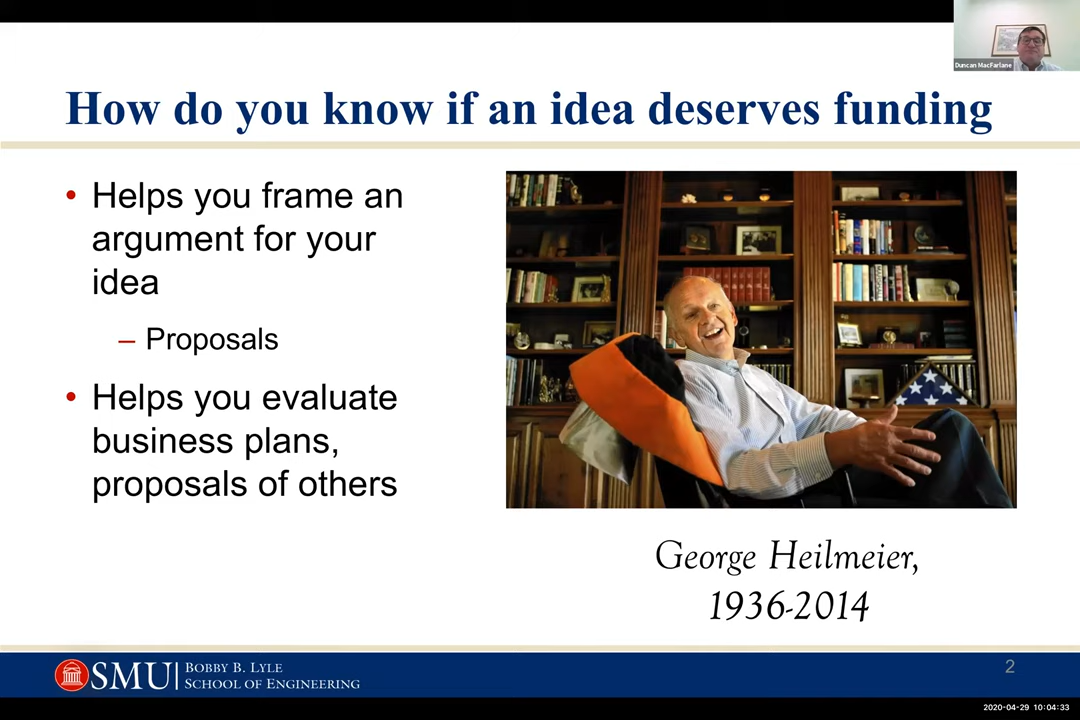 Duncan MacFarlane
How do you know if an idea deserves funding
• Helps you frame an
argument for your
idea
– Proposals
• Helps you evaluate
business plans,
proposals of others
George Heilmeier,
1936-2014
SMU
BOBBY B. LYLE
SCHOOL OF ENGINEERING
2
2020-04-29 10:04:33